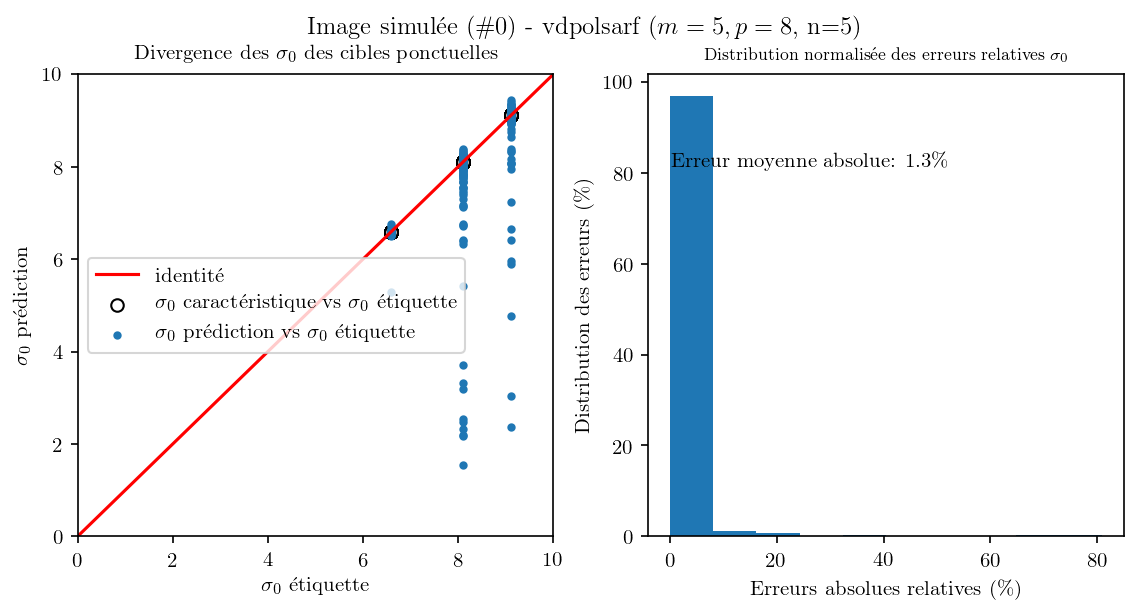 Image simulée (#0) - vdpolsarf (m = 5, p = 8, n=5)
Divergence des σ0 des cibles ponctuelles
σ0 prédiction
10
8
6
4
2
0
identité
σ0 caractéristique vs σ0 étiquette
σ0 prédiction vs σ0 étiquette
0 2 4 6 8 10
σ0 étiquette
Distribution normalisée des erreurs relatives σ0
Distribution des erreurs (%)
100
80
60
40
20
0
Erreur moyenne absolue: 1.3%
0 20 40 60 80
Erreurs absolues relatives (%)